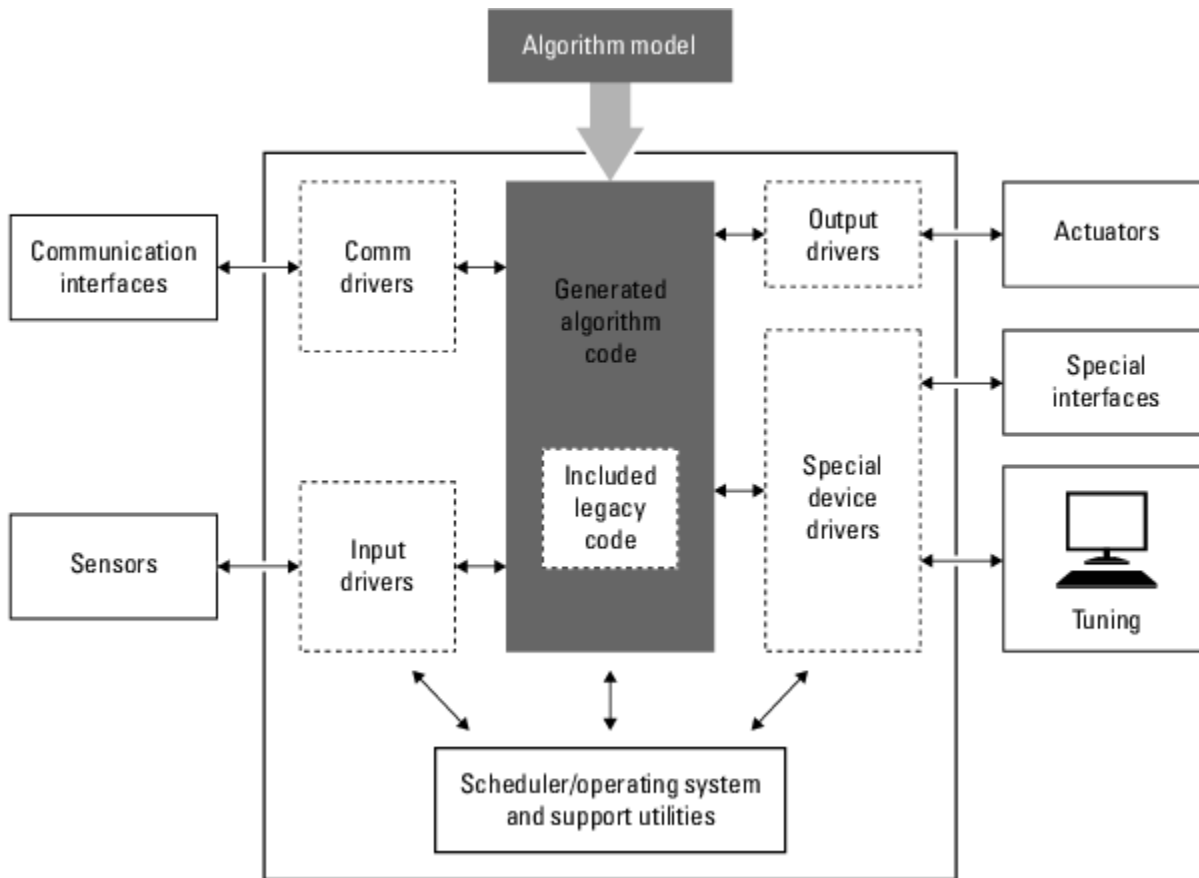 Algorithm model
Communication
interfaces
Comm
drivers
Generated
algorithm
code
Output
drivers
Actuators
Special
interfaces
Sensors
Input
drivers
Included
legacy
code
Special
device
drivers
Tuning
Scheduler/operating system
and support utilities